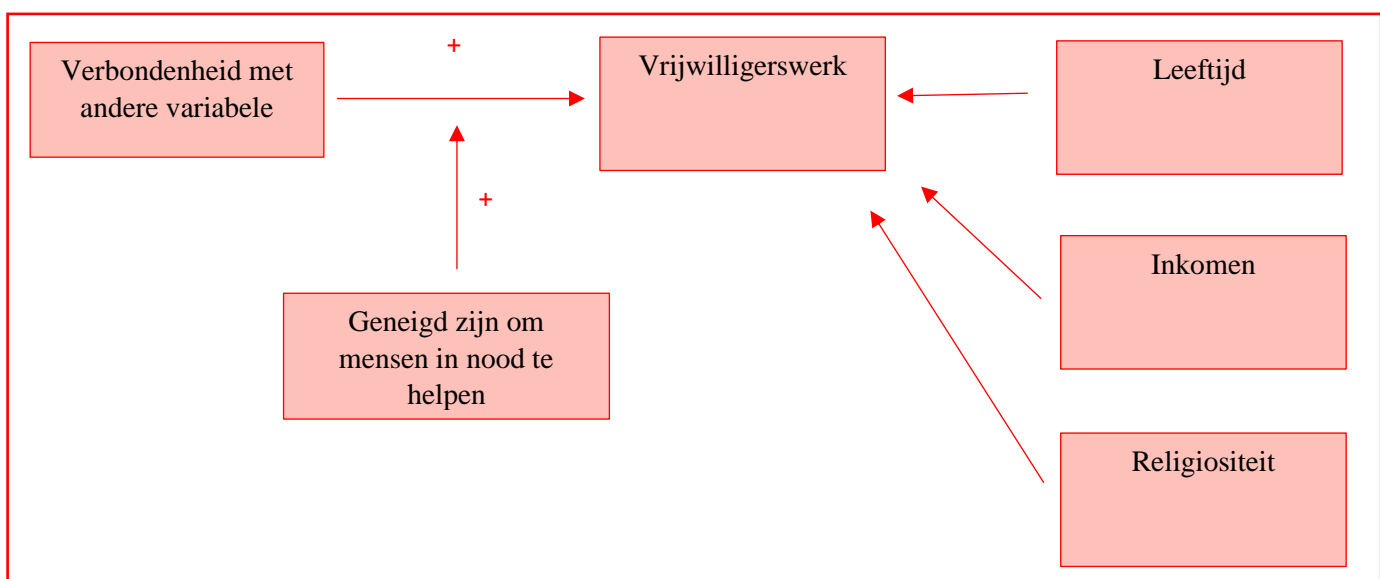 Verbondenheid met
andere variabele
+
Vrijwilligerswerk
Leeftijd
+
Inkomen
Geneigd zijn om
mensen in nood te
helpen
Religiositeit